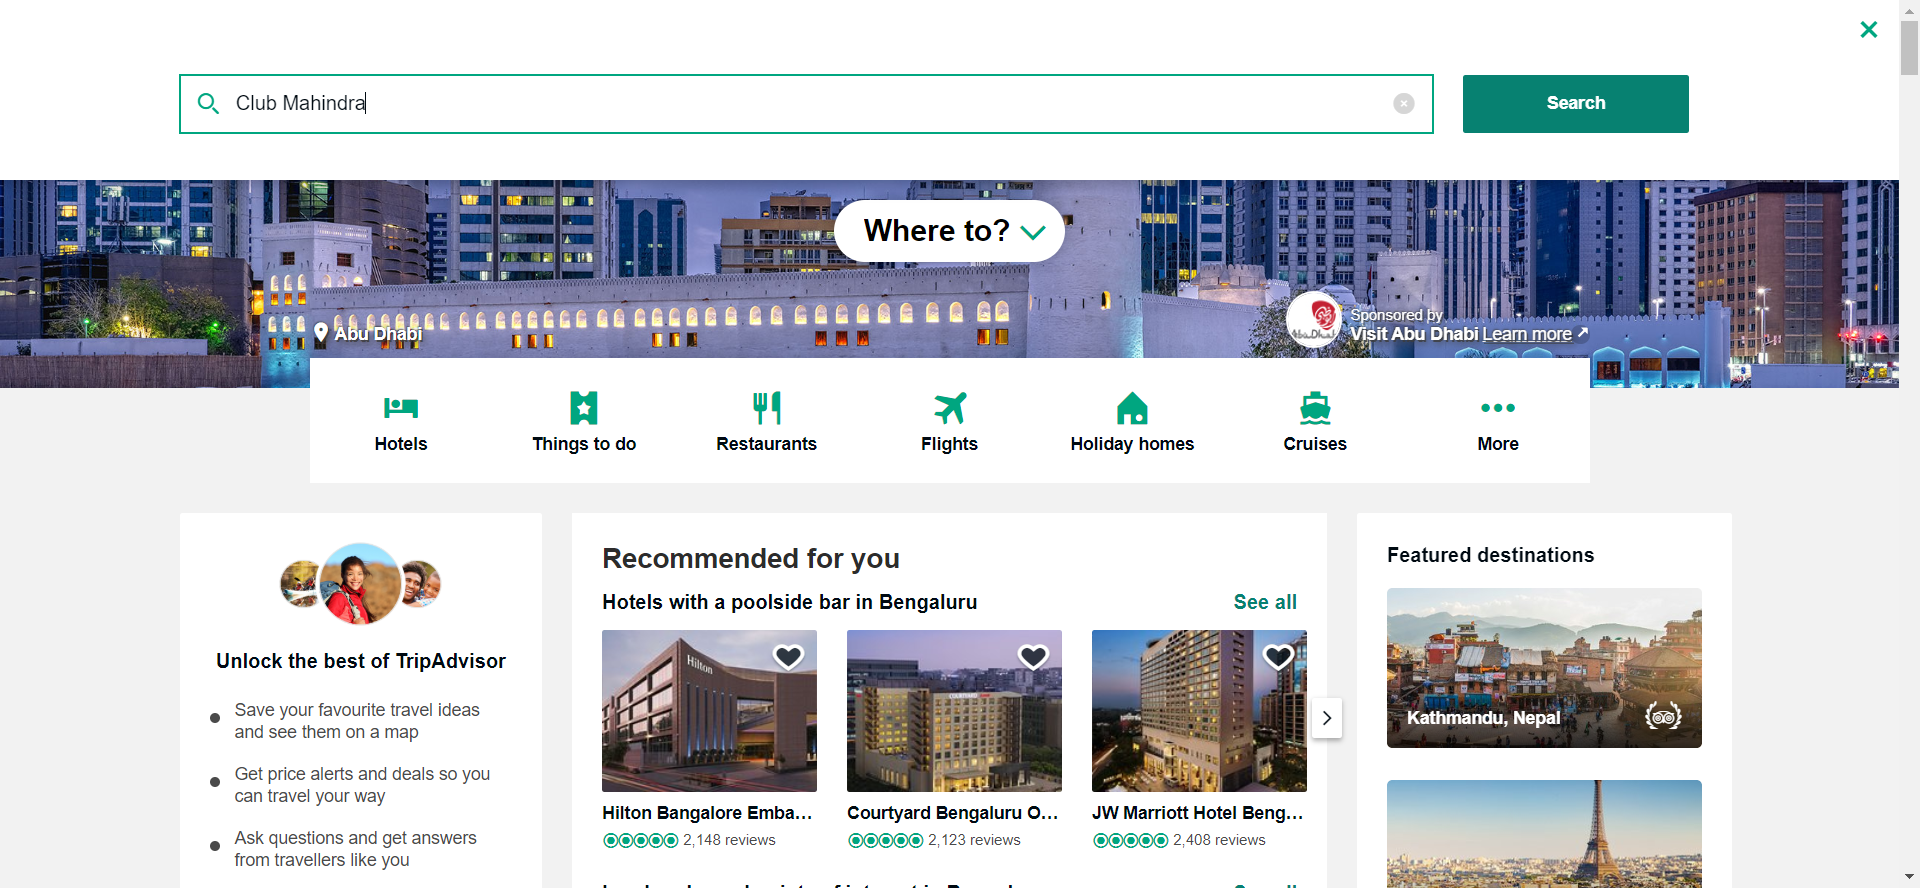 Club Mahindra
Search
Where to?
Abu Dhabi
Sponsored by
Visit Abu Dhabi Learn more
Hotels
Things to do
Restaurants
Flights
Holiday homes
Cruises
More
Unlock the best of TripAdvisor
Save your favourite travel ideas
and see them on a map
Get price alerts and deals so you
can travel your way
Ask questions and get answers
from travellers like you
Recommended for you
Hotels with a poolside bar in Bengaluru
See all
Hilton
COURTYARD
Hilton Bangalore Emba...
2,148 reviews
Courtyard Bengaluru O...
2,123 reviews
JW Marriott Hotel Beng...
2,408 reviews
Featured destinations
Kathmandu, Nepal